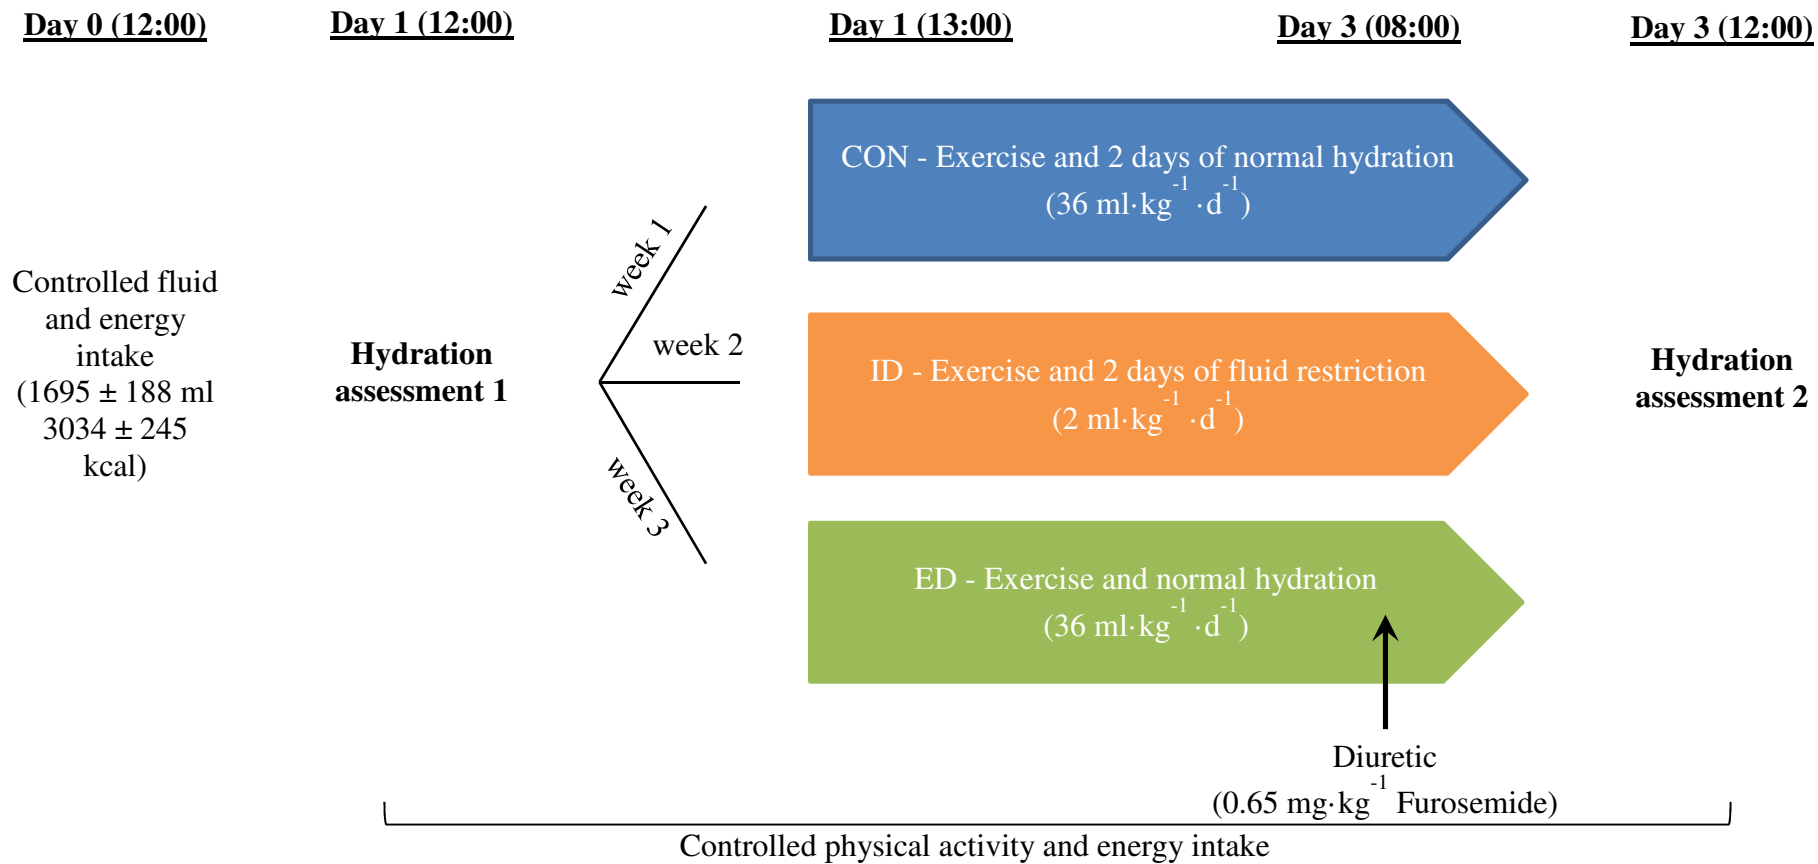 Day 0 (12:00)
Day 1 (12:00)
Day 1 (13:00)
Day 3 (08:00)
Day 3 (12:00)
Controlled fluid
and energy
intake
(1695 ± 188 ml
3034 ± 245
kcal)
Hydration
assessment 1
week 1
week 2
week 3
CON - Exercise and 2 days of normal hydration
(36 ml·kg⁻¹·d⁻¹)
ID - Exercise and 2 days of fluid restriction
(2 ml·kg⁻¹·d⁻¹)
ED - Exercise and normal hydration
(36 ml·kg⁻¹·d⁻¹)
Diuretic
(0.65 mg·kg⁻¹ Furosemide)
Hydration
assessment 2
Controlled physical activity and energy intake